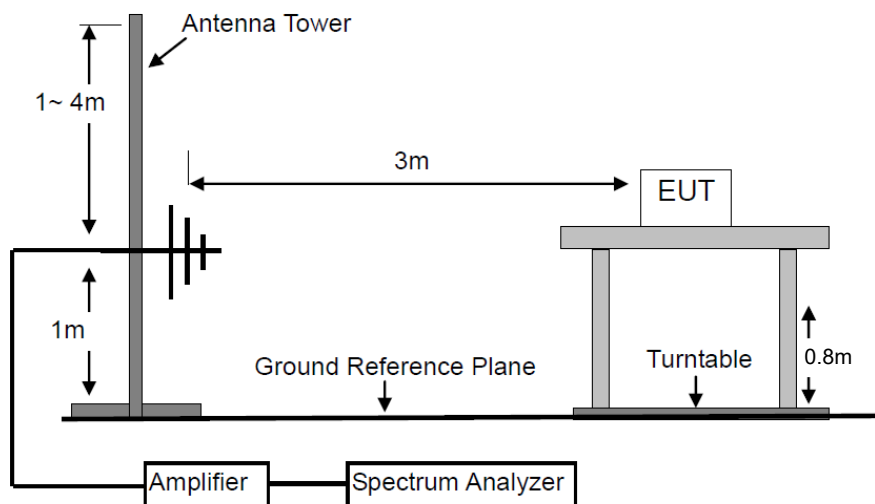 Antenna Tower
1~ 4m
3m
EUT
1m
Ground Reference Plane
Turntable
0.8m
Amplifier
Spectrum Analyzer